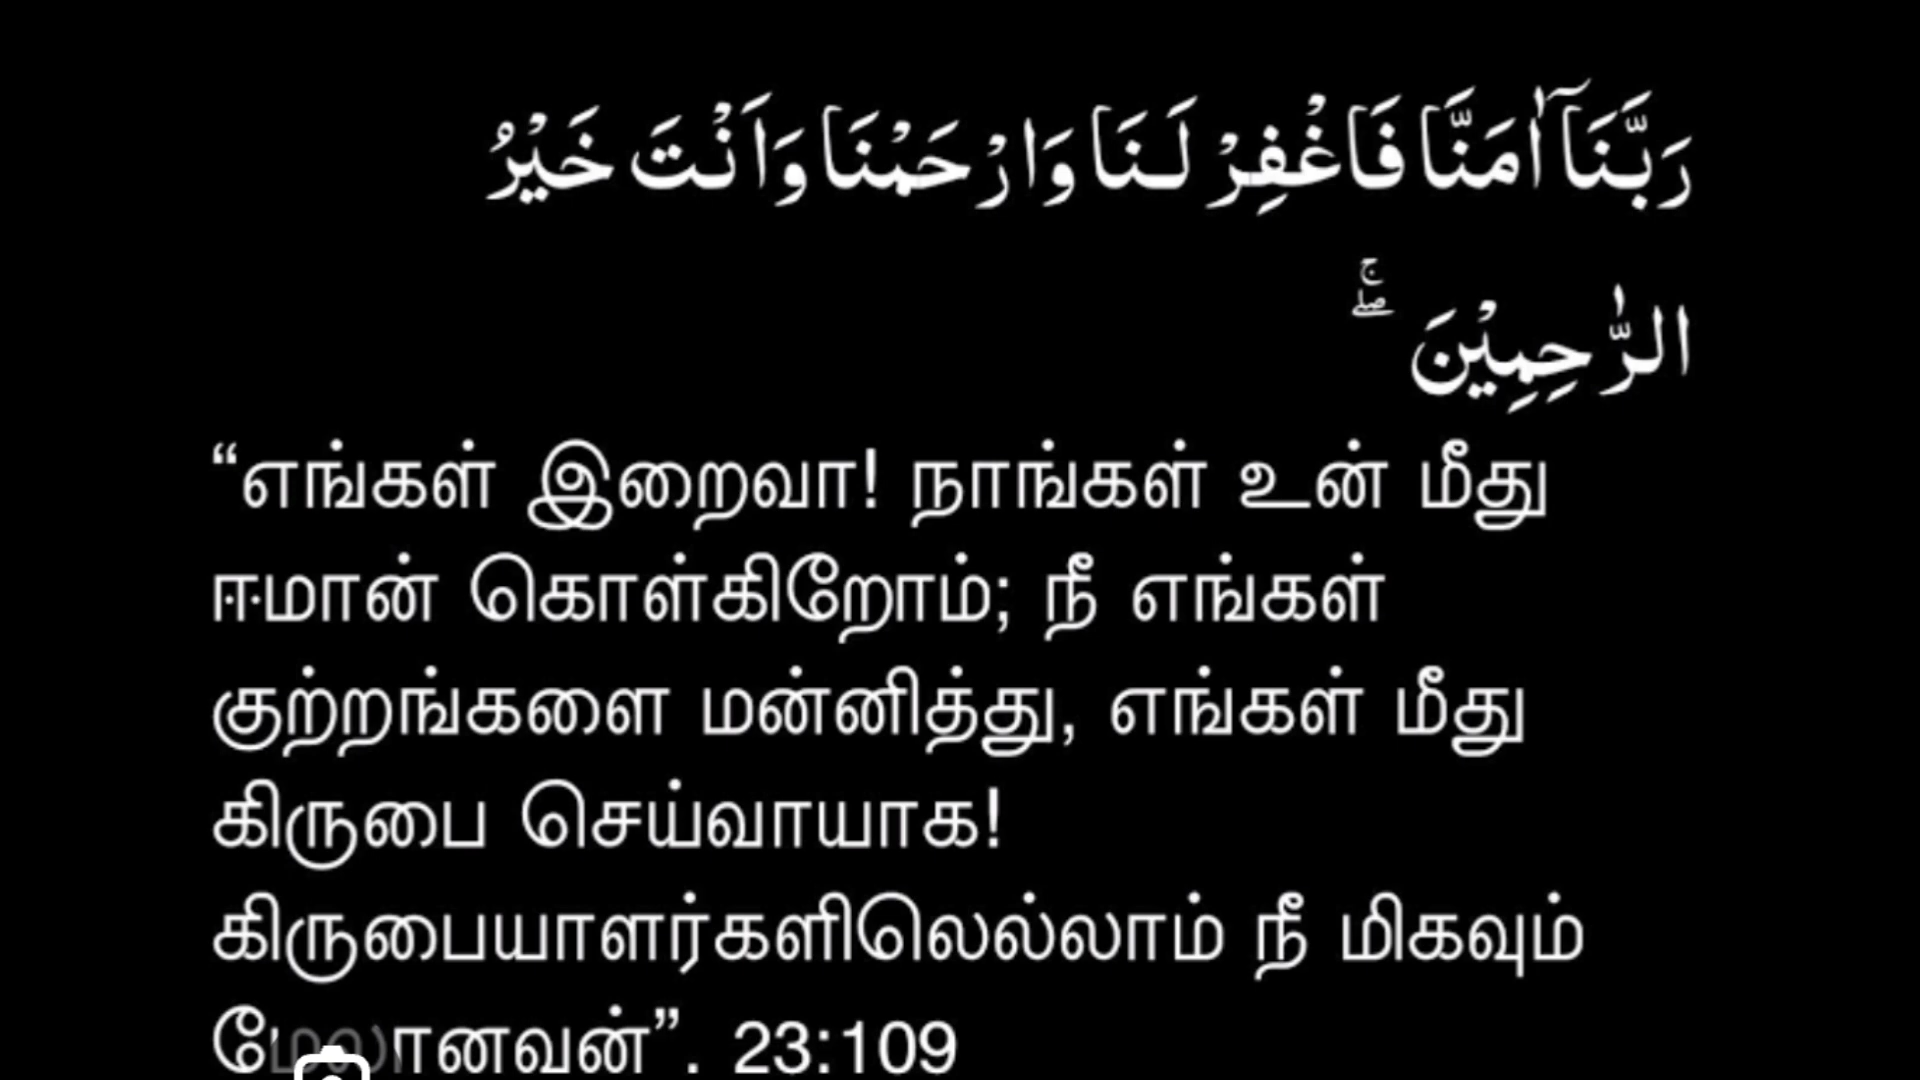 رَبَّنَآ اٰمَنَّا فَاغْفِرْ لَـنَا وَارْحَمْنَا وَاَنْتَ خَيْرُ
الرّٰحِمِيْنَ ‌ۖ‌ۚ
“எங்கள் இறைவா! நாங்கள் உன் மீது
ஈமான் கொள்கிறோம்; நீ எங்கள்
குற்றங்களை மன்னித்து, எங்கள் மீது
கிருபை செய்வாயாக!
கிருபையாளர்களிலெல்லாம் நீ மிகவும்
மேலானவன்”. 23:109